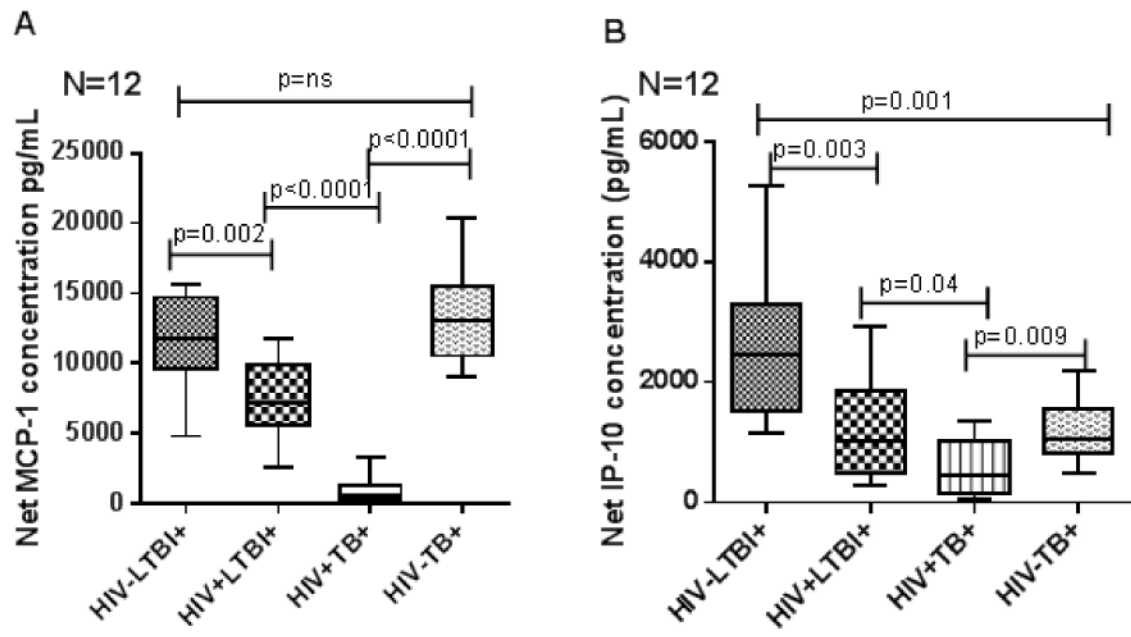 A
N=12
p=ns
p<0.0001
p<0.0001
p=0.002
Net MCP-1 concentration pg/mL
25000
20000
15000
10000
5000
0
HIV-LTBI+
HIV+LTBI+
HIV+TB+
HIV-TB+
B
N=12
p=0.001
p=0.003
p=0.04
p=0.009
Net IP-10 concentration (pg/mL)
6000
4000
2000
0
HIV-LTBI+
HIV+LTBI+
HIV+TB+
HIV-TB+